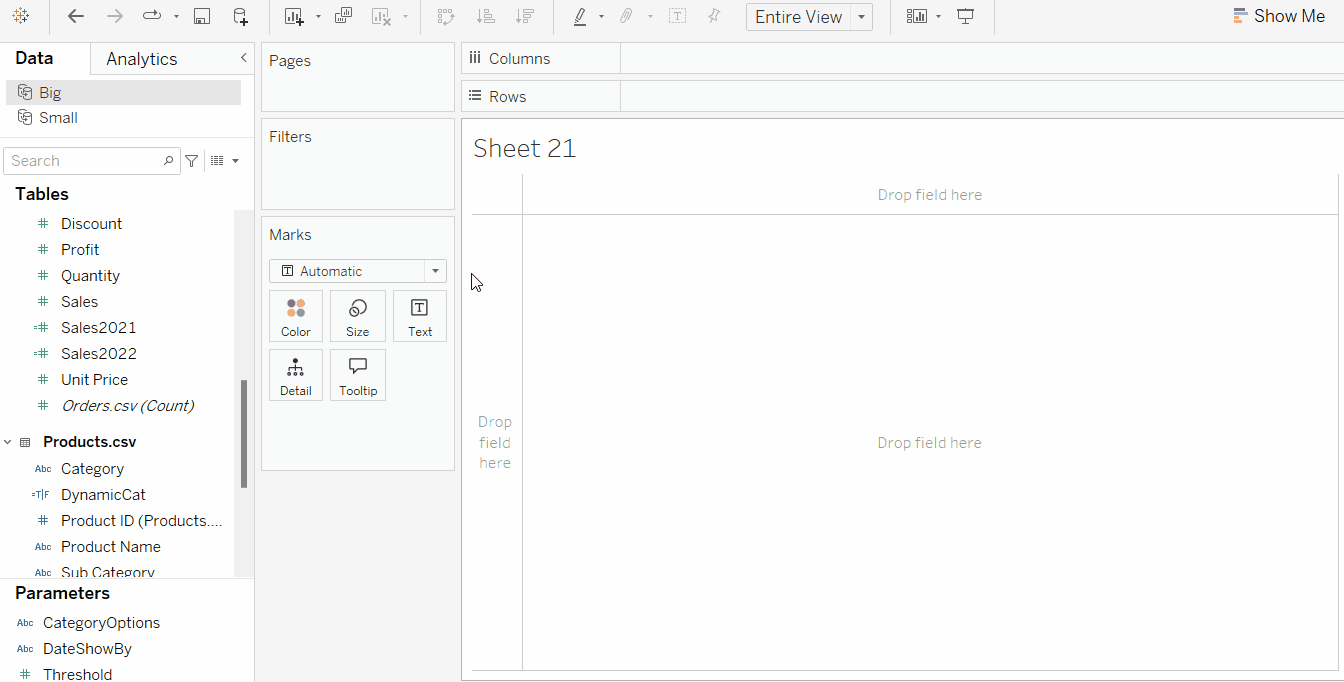 Entire View
Show Me
Data
Analytics
Big
Small
Search
Tables
# Discount
# Profit
# Quantity
# Sales
=# Sales2021
=# Sales2022
# Unit Price
# Orders.csv (Count)
Products.csv
Abc Category
=T|F DynamicCat
# Product ID (Products....
Abc Product Name
Abc Sub Category
Parameters
Abc CategoryOptions
Abc DateShowBy
# Threshold
Pages
Filters
Marks
T Automatic
Color
Size
Text
Detail
Tooltip
Columns
Rows
Sheet 21
Drop field here
Drop
field
here
Drop field here